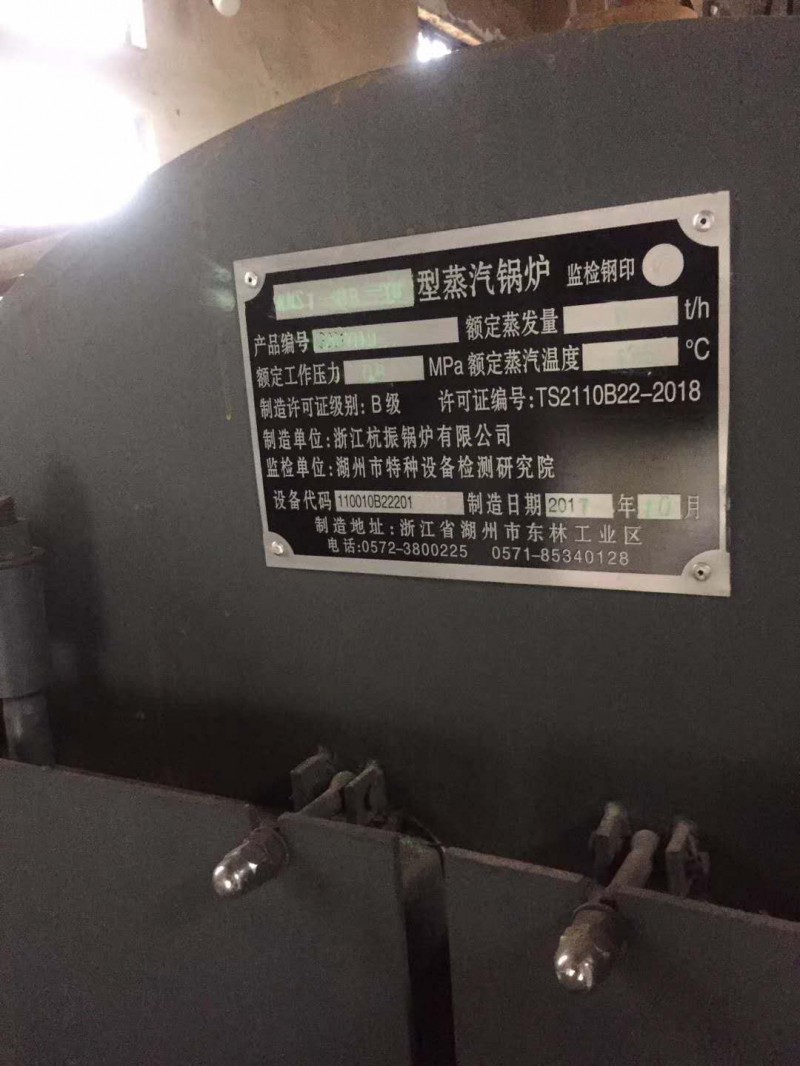 型蒸汽锅炉 监检钢印
产品编号 额定蒸发量 t/h
额定工作压力 MPa 额定蒸汽温度 °C
制造许可证级别: B 级 许可证编号: TS2110B22-2018
制造单位: 浙江杭振锅炉有限公司
监检单位: 湖州市特种设备检测研究院
设备代码 110010B22201 制造日期 2017 年 10 月
制造地址: 浙江省湖州市东林工业区
电话: 0572-3800225 0571-85340128